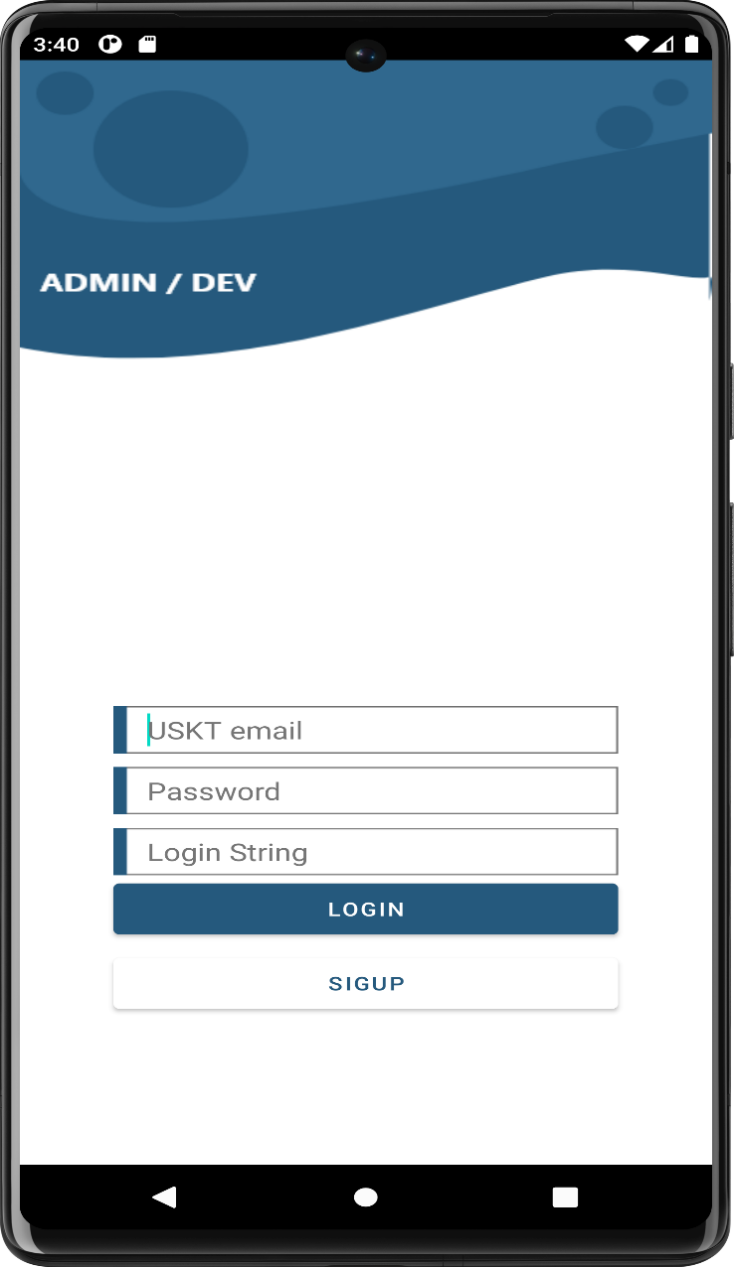 3:40
ADMIN / DEV
USKT email
Password
Login String
LOGIN
SIGUP